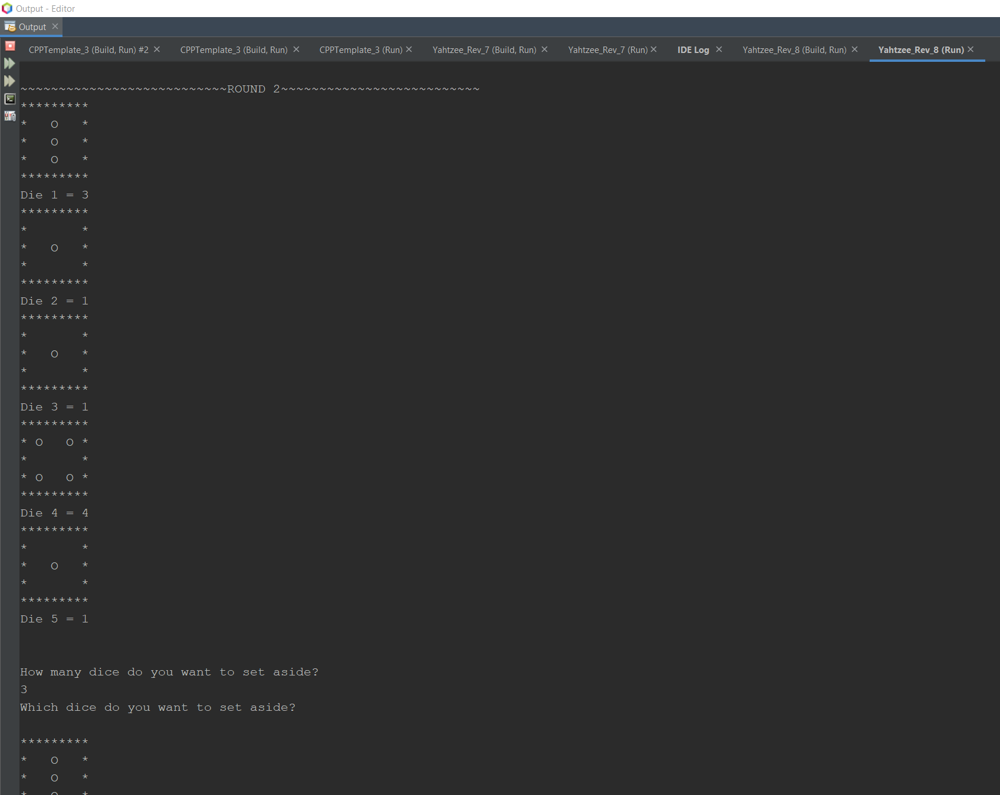 Output - Editor
Output
CPPTemplate_3 (Build, Run) #2 CPPTemplate_3 (Build, Run) CPPTemplate_3 (Run) Yahtzee_Rev_7 (Build, Run) Yahtzee_Rev_7 (Run) IDE Log Yahtzee_Rev_8 (Build, Run) Yahtzee_Rev_8 (Run)
~~~~~~~~~~~~~~~~~~~~~~~~~~~ROUND 2~~~~~~~~~~~~~~~~~~~~~~~~~~
*********
*   O   *
*   O   *
*   O   *
*********
Die 1 = 3
*********
*       *
*   O   *
*       *
*********
Die 2 = 1
*********
*       *
*   O   *
*       *
*********
Die 3 = 1
*********
* O   O *
*       *
* O   O *
*********
Die 4 = 4
*********
*       *
*   O   *
*       *
*********
Die 5 = 1
How many dice do you want to set aside?
3
Which dice do you want to set aside?
*********
*   O   *
*   O   *
*   O   *